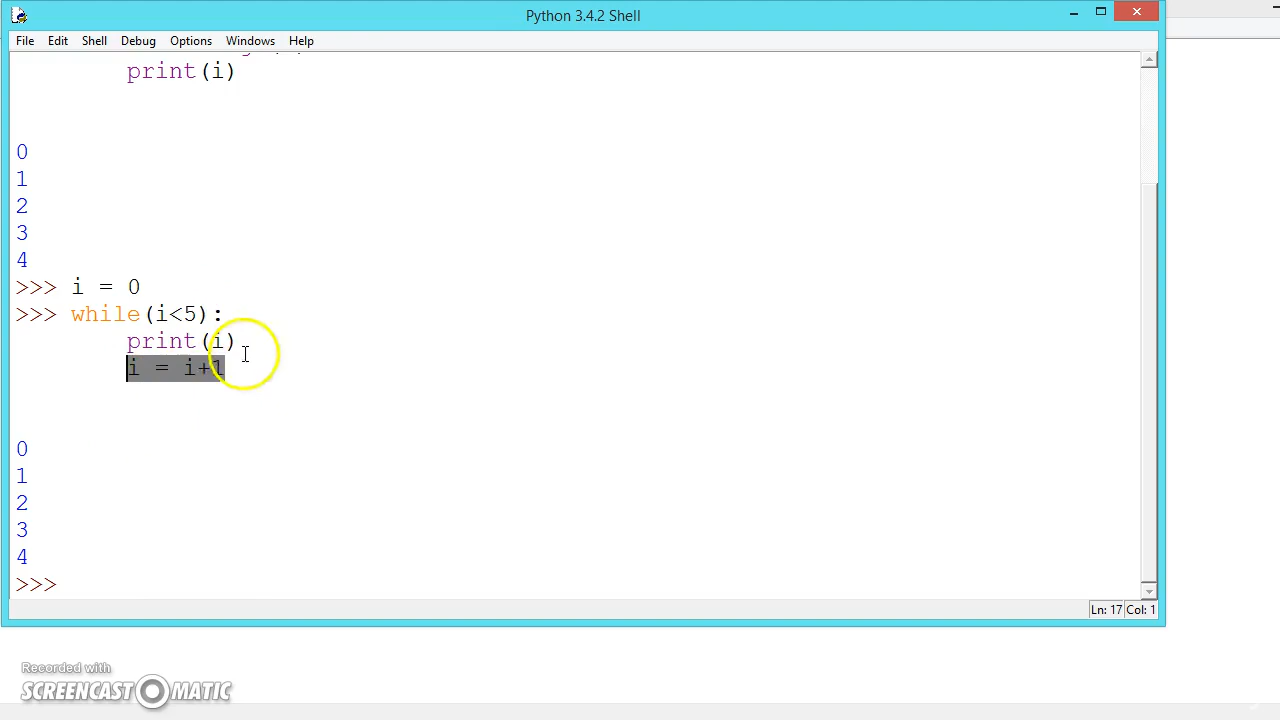 Python 3.4.2 Shell
File Edit Shell Debug Options Windows Help
print(i)
0
1
2
3
4
>>> i = 0
>>> while(i<5):
print(i)
i = i+1
0
1
2
3
4
>>>
Ln: 17 Col: 1
Recorded with
SCREENCAST MATIC